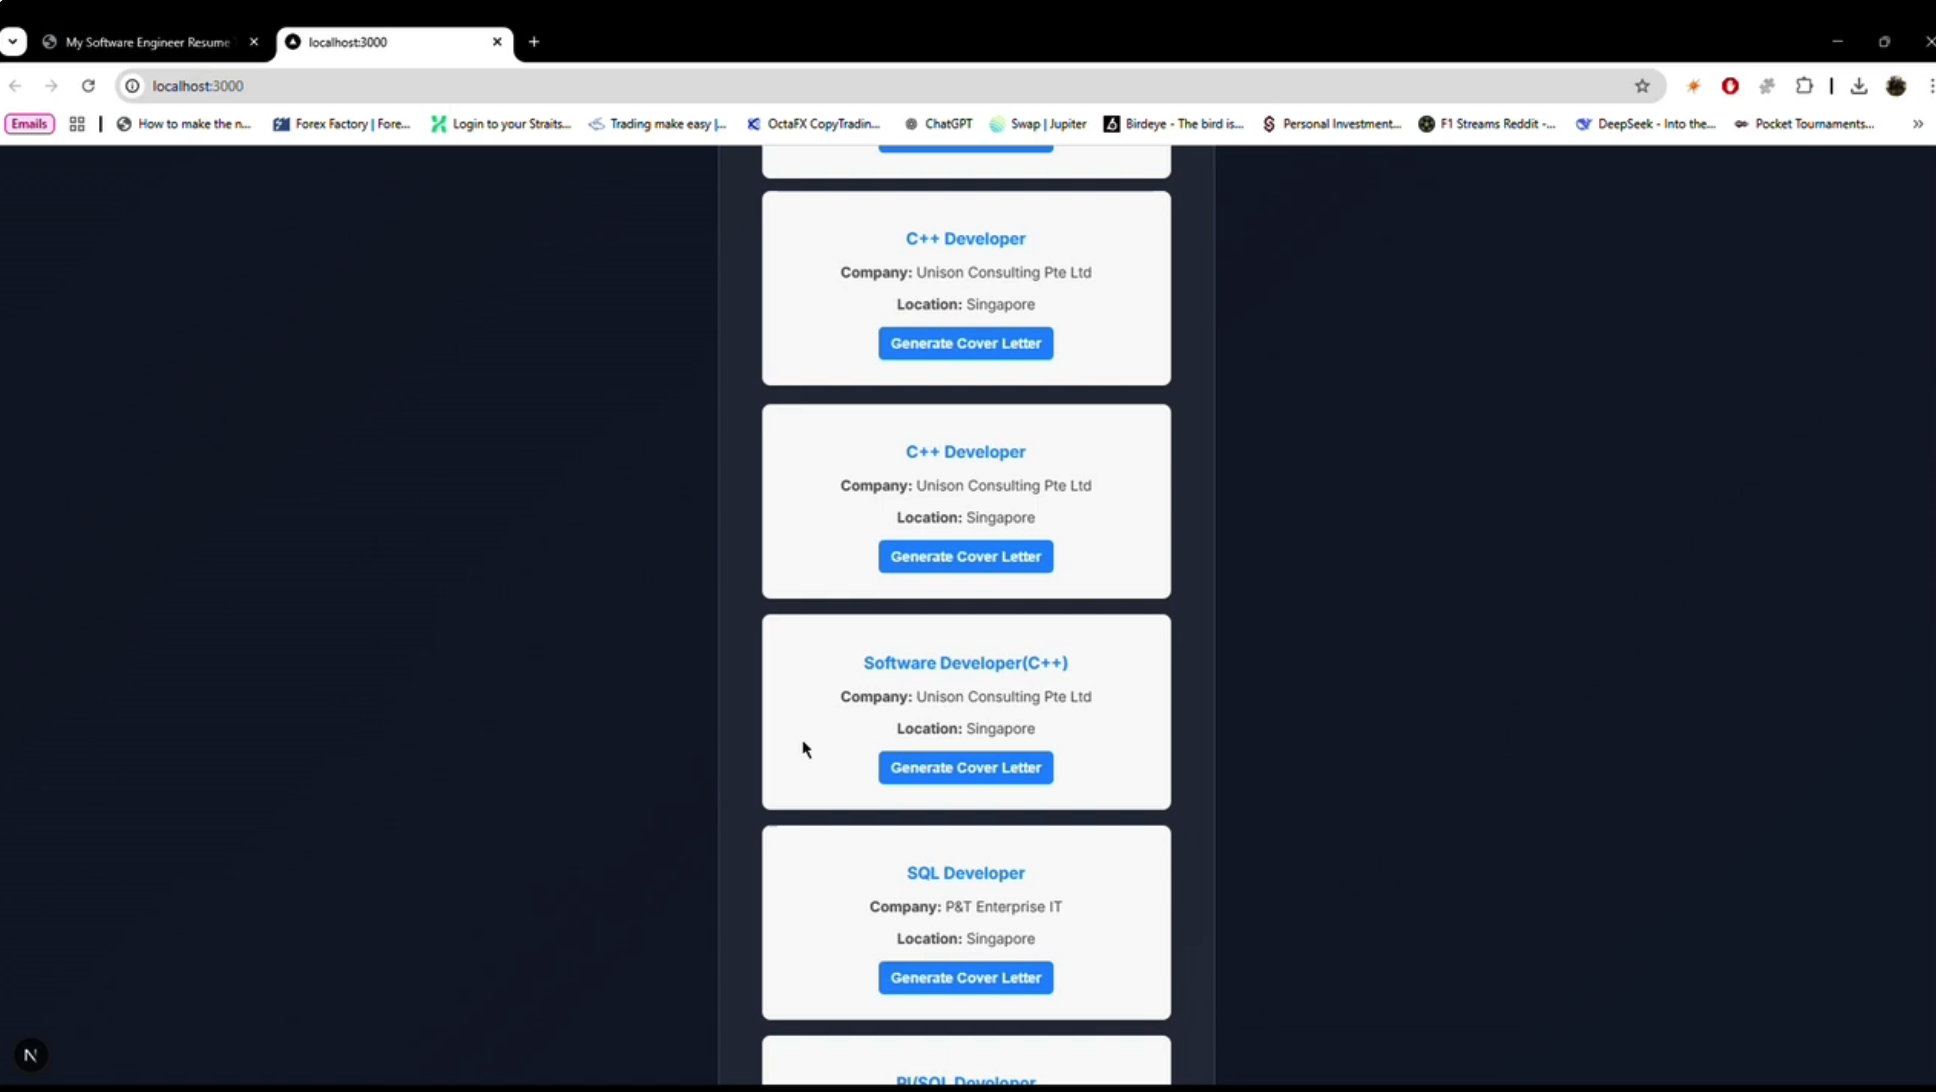 My Software Engineer Resume
localhost:3000
localhost:3000
Emails
How to make the n...
Forex Factory | Fore...
Login to your Straits...
Trading make easy |...
OctaFX CopyTradin...
ChatGPT
Swap | Jupiter
Birdeye - The bird is...
Personal Investment...
F1 Streams Reddit -...
DeepSeek - Into the...
Pocket Tournaments...
C++ Developer
Company: Unison Consulting Pte Ltd
Location: Singapore
Generate Cover Letter
C++ Developer
Company: Unison Consulting Pte Ltd
Location: Singapore
Generate Cover Letter
Software Developer(C++)
Company: Unison Consulting Pte Ltd
Location: Singapore
Generate Cover Letter
SQL Developer
Company: P&T Enterprise IT
Location: Singapore
Generate Cover Letter
Pl/SQL Developer
N